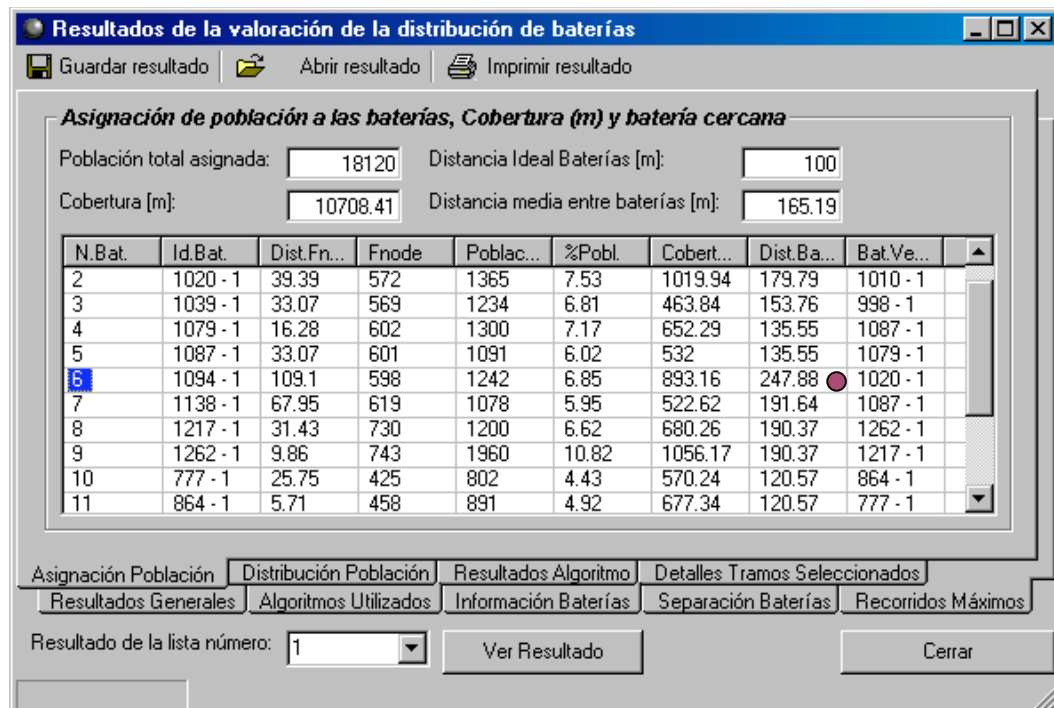 Resultados de la valoración de la distribución de baterías
Guardar resultado Abrir resultado Imprimir resultado
Asignación de población a las baterías, Cobertura (m) y batería cercana
Población total asignada: 18120 Distancia Ideal Baterías [m]: 100
Cobertura [m]: 10708.41 Distancia media entre baterías [m]: 165.19
N.Bat. Id.Bat. Dist.Fn... Fnode Poblac... %Pobl. Cobert... Dist.Ba... Bat.Ve...
2 1020 - 1 39.39 572 1365 7.53 1019.94 179.79 1010 - 1
3 1039 - 1 33.07 569 1234 6.81 463.84 153.76 998 - 1
4 1079 - 1 16.28 602 1300 7.17 652.29 135.55 1087 - 1
5 1087 - 1 33.07 601 1091 6.02 532 135.55 1079 - 1
6 1094 - 1 109.1 598 1242 6.85 893.16 247.88 1020 - 1
7 1138 - 1 67.95 619 1078 5.95 522.62 191.64 1087 - 1
8 1217 - 1 31.43 730 1200 6.62 680.26 190.37 1262 - 1
9 1262 - 1 9.86 743 1960 10.82 1056.17 190.37 1217 - 1
10 777 - 1 25.75 425 802 4.43 570.24 120.57 864 - 1
11 864 - 1 5.71 458 891 4.92 677.34 120.57 777 - 1
Asignación Población Distribución Población Resultados Algoritmo Detalles Tramos Seleccionados
Resultados Generales Algoritmos Utilizados Información Baterías Separación Baterías Recorridos Máximos
Resultado de la lista número: 1 Ver Resultado Cerrar